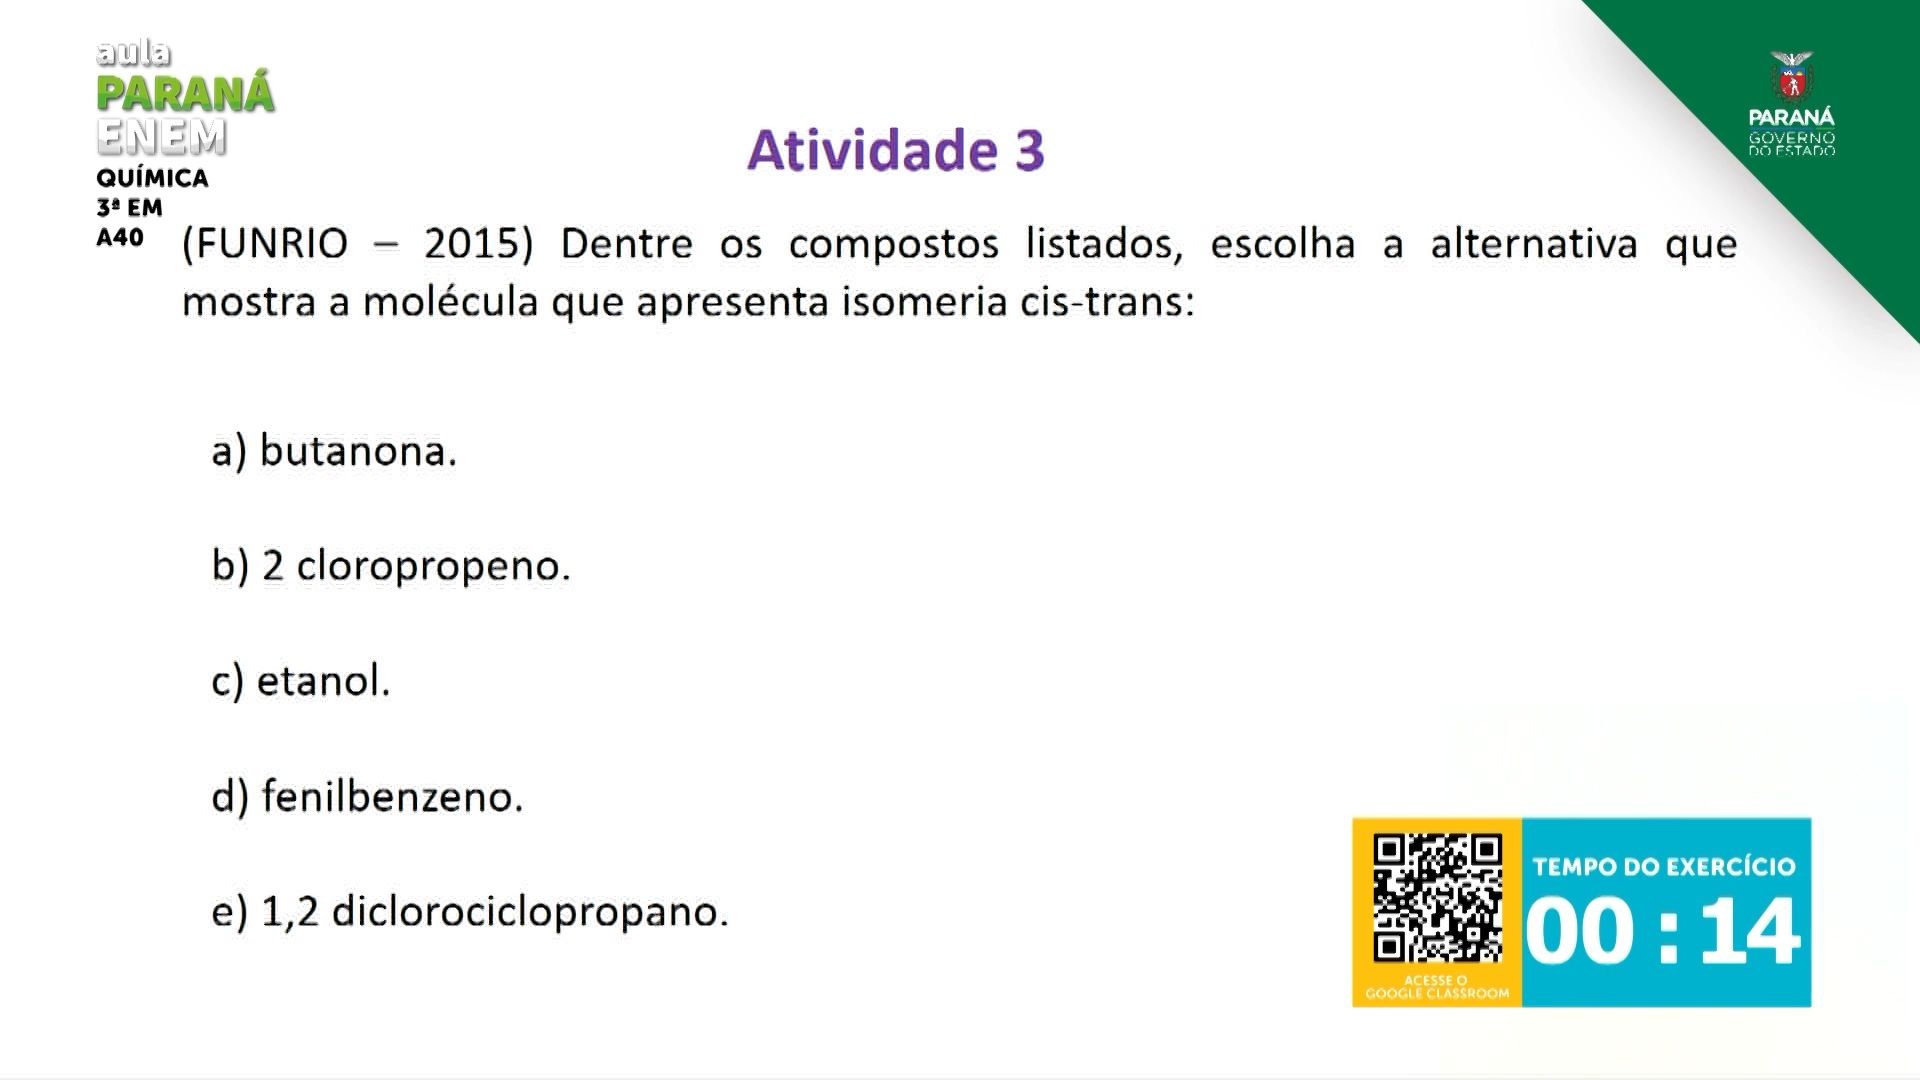 aula
PARANÁ
ENEM
QUÍMICA
3ª EM
A40
PARANÁ
GOVERNO
DO ESTADO
Atividade 3
(FUNRIO – 2015) Dentre os compostos listados, escolha a alternativa que
mostra a molécula que apresenta isomeria cis-trans:
a) butanona.
b) 2 cloropropeno.
c) etanol.
d) fenilbenzeno.
e) 1,2 diclorociclopropano.
ACESSE O
GOOGLE CLASSROOM
TEMPO DO EXERCÍCIO
00 : 14